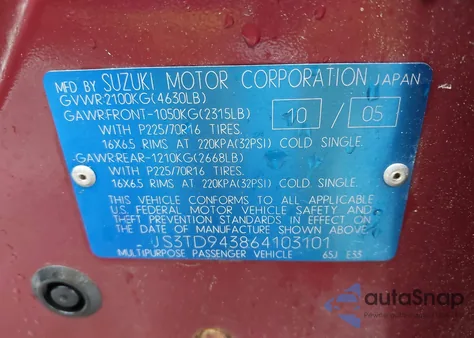 MFD BY SUZUKI MOTOR CORPORATION JAPAN
GVWR:2100KG(4630LB)
GAWR:FRONT-1050KG(2315LB) 10 / 05
WITH P225/70R16 TIRES.
16X6.5 RIMS AT 220KPA(32PSI) COLD SINGLE.
GAWR:REAR-1210KG(2668LB)
WITH P225/70R16 TIRES.
16X6.5 RIMS AT 220KPA(32PSI) COLD SINGLE.
THIS VEHICLE CONFORMS TO ALL APPLICABLE
U.S. FEDERAL MOTOR VEHICLE SAFETY AND
THEFT PREVENTION STANDARDS IN EFFECT ON
THE DATE OF MANUFACTURE SHOWN ABOVE.
JS3TD943864103101
MULTIPURPOSE PASSENGER VEHICLE 65J E33
autoSnap